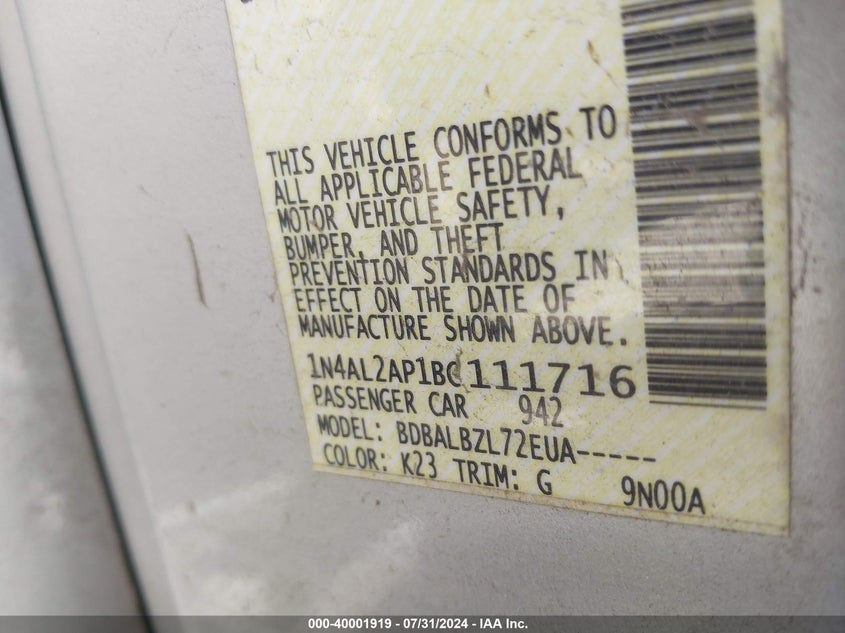 THIS VEHICLE CONFORMS TO
ALL APPLICABLE FEDERAL
MOTOR VEHICLE SAFETY,
BUMPER, AND THEFT
PREVENTION STANDARDS IN
EFFECT ON THE DATE OF
MANUFACTURE SHOWN ABOVE.
1N4AL2AP1BC111716
PASSENGER CAR 942
MODEL: BDBALBZL72EUA-----
COLOR: K23 TRIM: G 9N00A
000-40001919 - 07/31/2024 - IAA Inc.